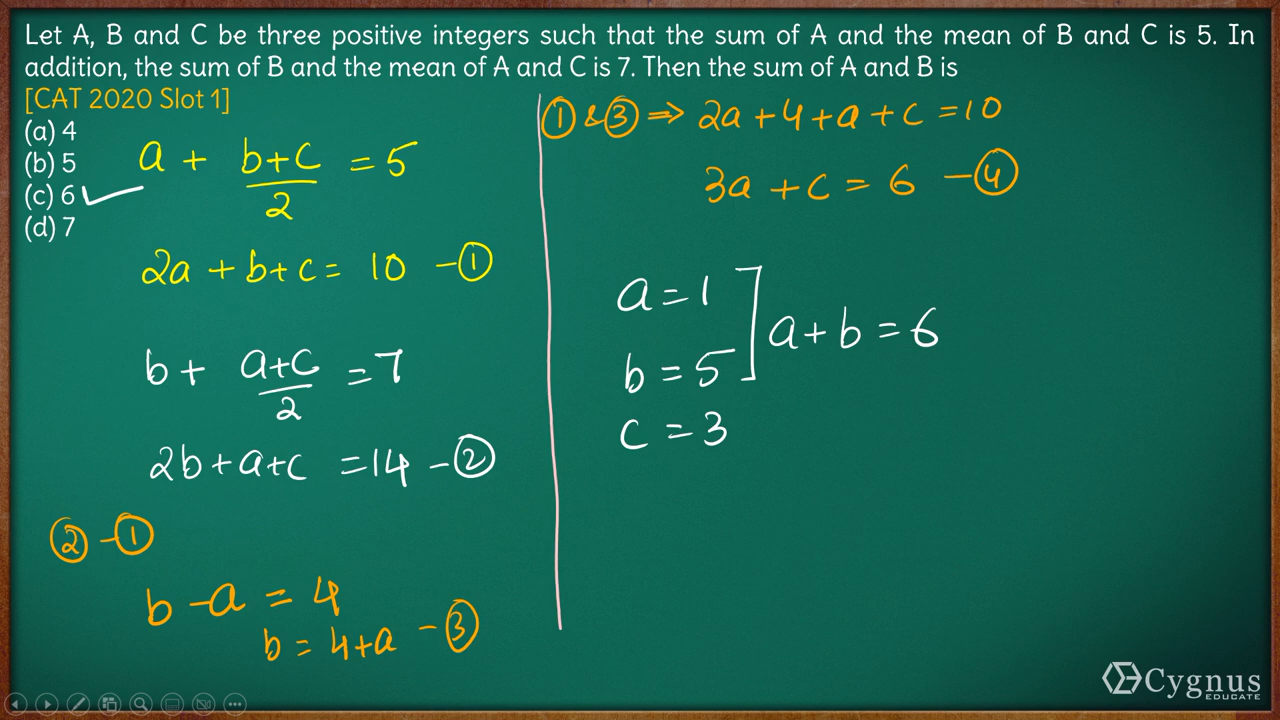 Let A, B and C be three positive integers such that the sum of A and the mean of B and C is 5. In
addition, the sum of B and the mean of A and C is 7. Then the sum of A and B is
[CAT 2020 Slot 1]
(a) 4
(b) 5
(c) 6
(d) 7
a + (b+c)/2 = 5
2a + b+c = 10 - ①
b + (a+c)/2 = 7
2b+a+c = 14 - ②
② - ①
b - a = 4
b = 4+a - ③
① & ③ ⇒ 2a + 4 + a + c = 10
3a + c = 6 - ④
a = 1
b = 5
] a + b = 6
c = 3
Cygnus
EDUCATE